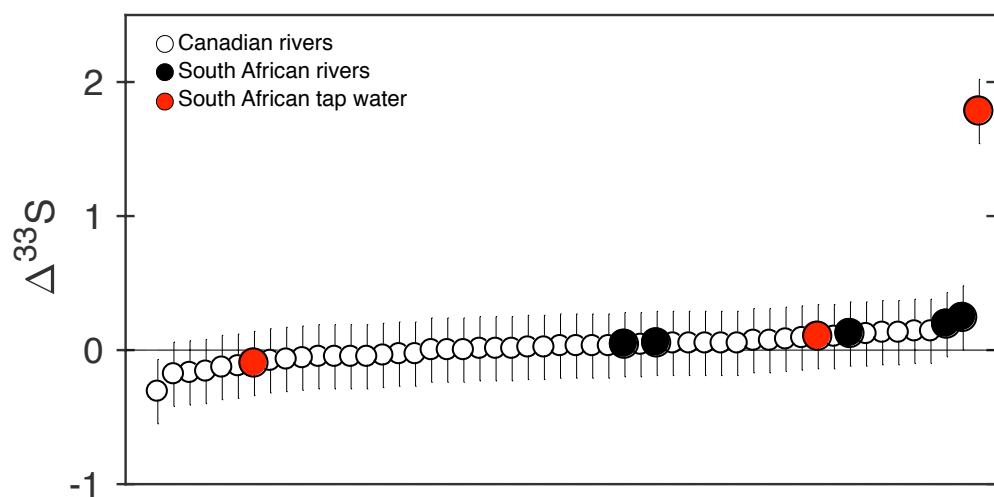 Canadian rivers
South African rivers
South African tap water
2
1
0
-1
Δ³³S